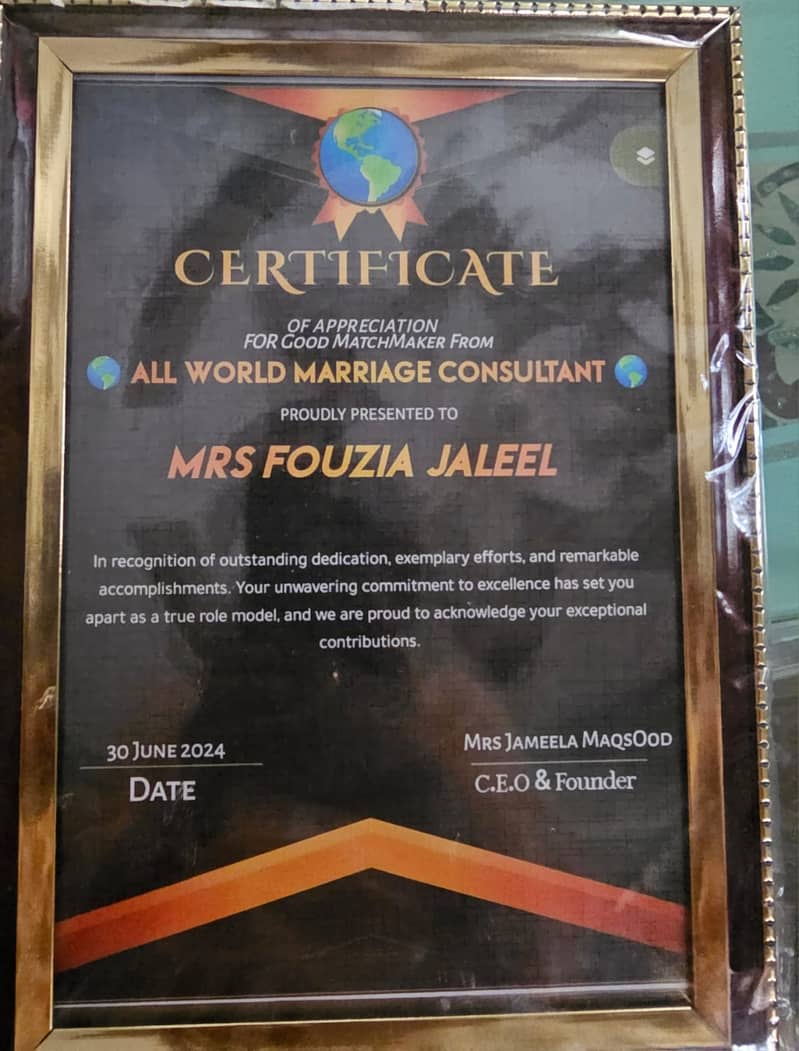 CERTIFICATE
OF APPRECIATION
FOR GOOD MATCHMAKER FROM
ALL WORLD MARRIAGE CONSULTANT
PROUDLY PRESENTED TO
MRS FOUZIA JALEEL
In recognition of outstanding dedication, exemplary efforts, and remarkable
accomplishments. Your unwavering commitment to excellence has set you
apart as a true role model, and we are proud to acknowledge your exceptional
contributions.
30 JUNE 2024
DATE
MRS JAMEELA MAQSOOD
C.E.O & Founder